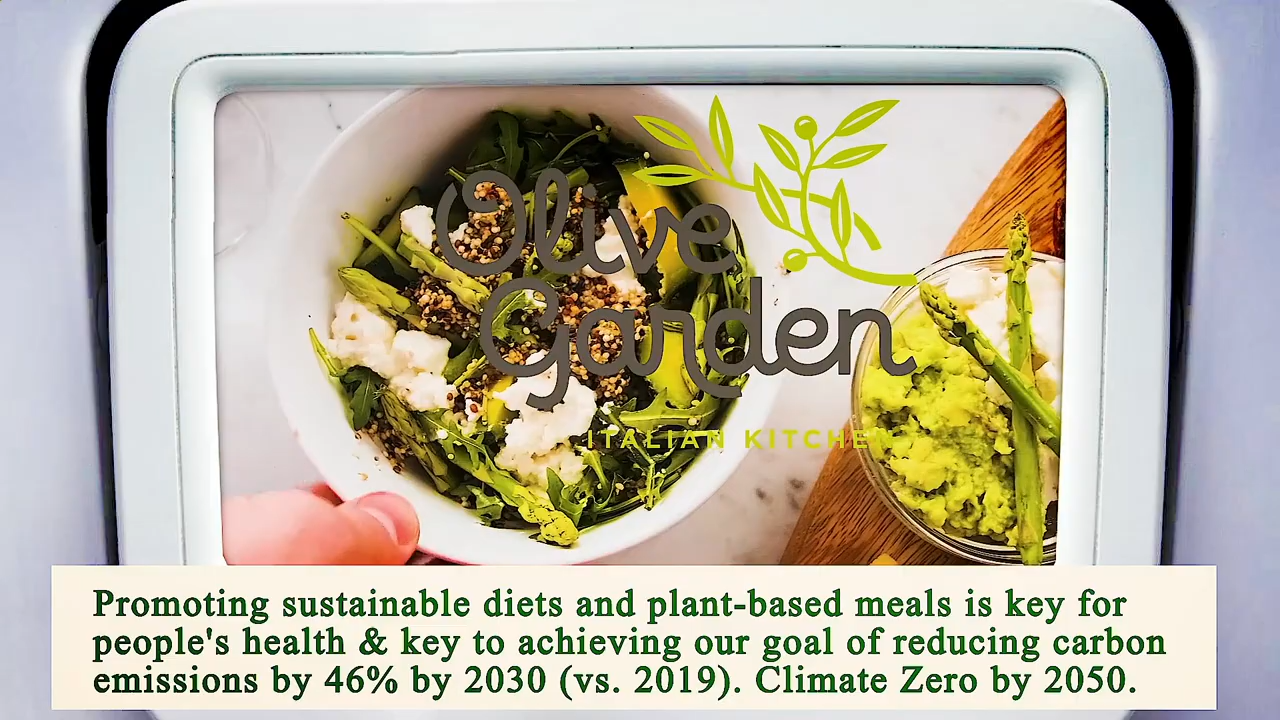 Olive
Garden
ITALIAN KITCHEN
Promoting sustainable diets and plant-based meals is key for
people's health & key to achieving our goal of reducing carbon
emissions by 46% by 2030 (vs. 2019). Climate Zero by 2050.